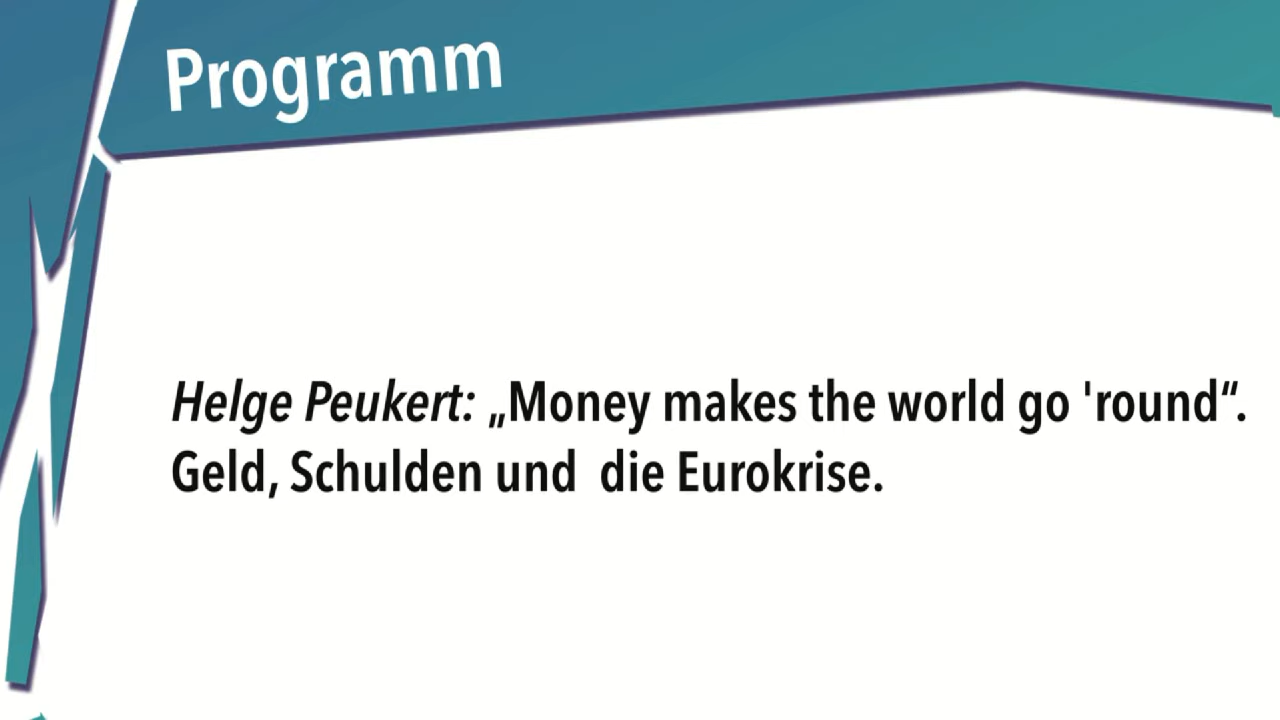 Programm
Helge Peukert: „Money makes the world go 'round“.
Geld, Schulden und  die Eurokrise.